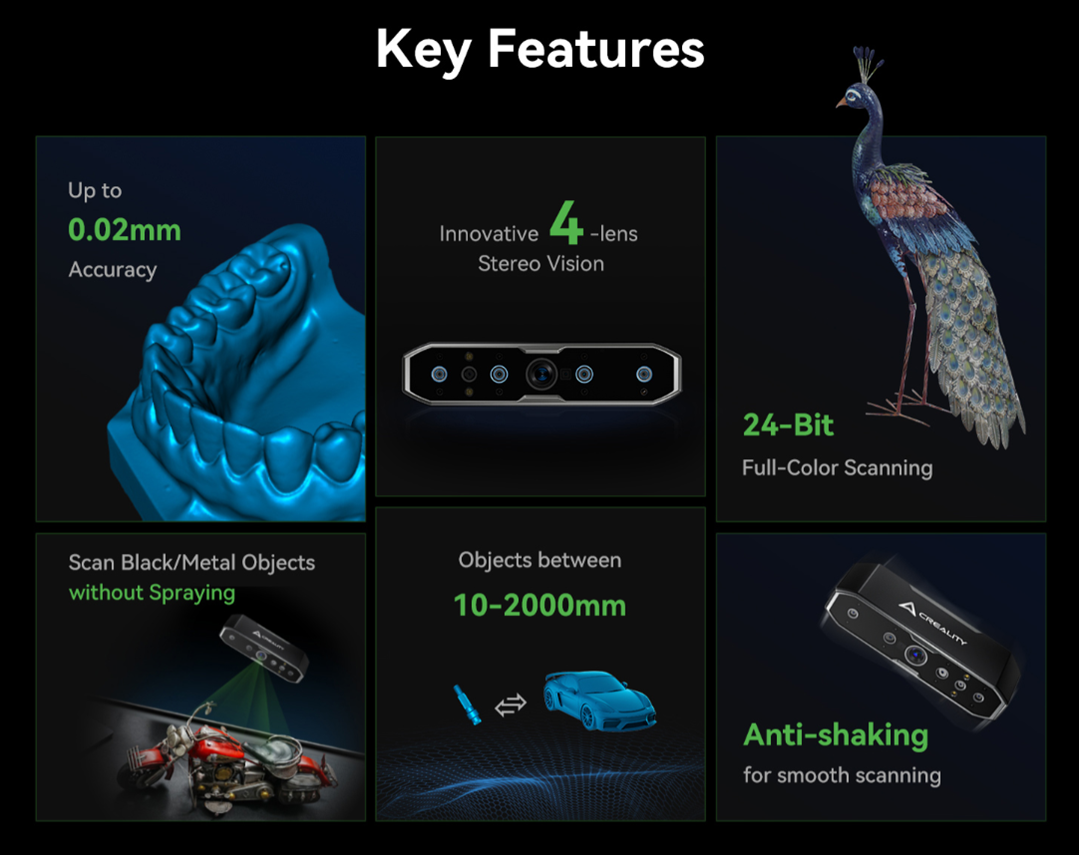 Key Features
Up to
0.02mm
Accuracy
Innovative 4-lens
Stereo Vision
24-Bit
Full-Color Scanning
Scan Black/Metal Objects
without Spraying
CREALITY
Objects between
10-2000mm
CREALITY
Anti-shaking
for smooth scanning